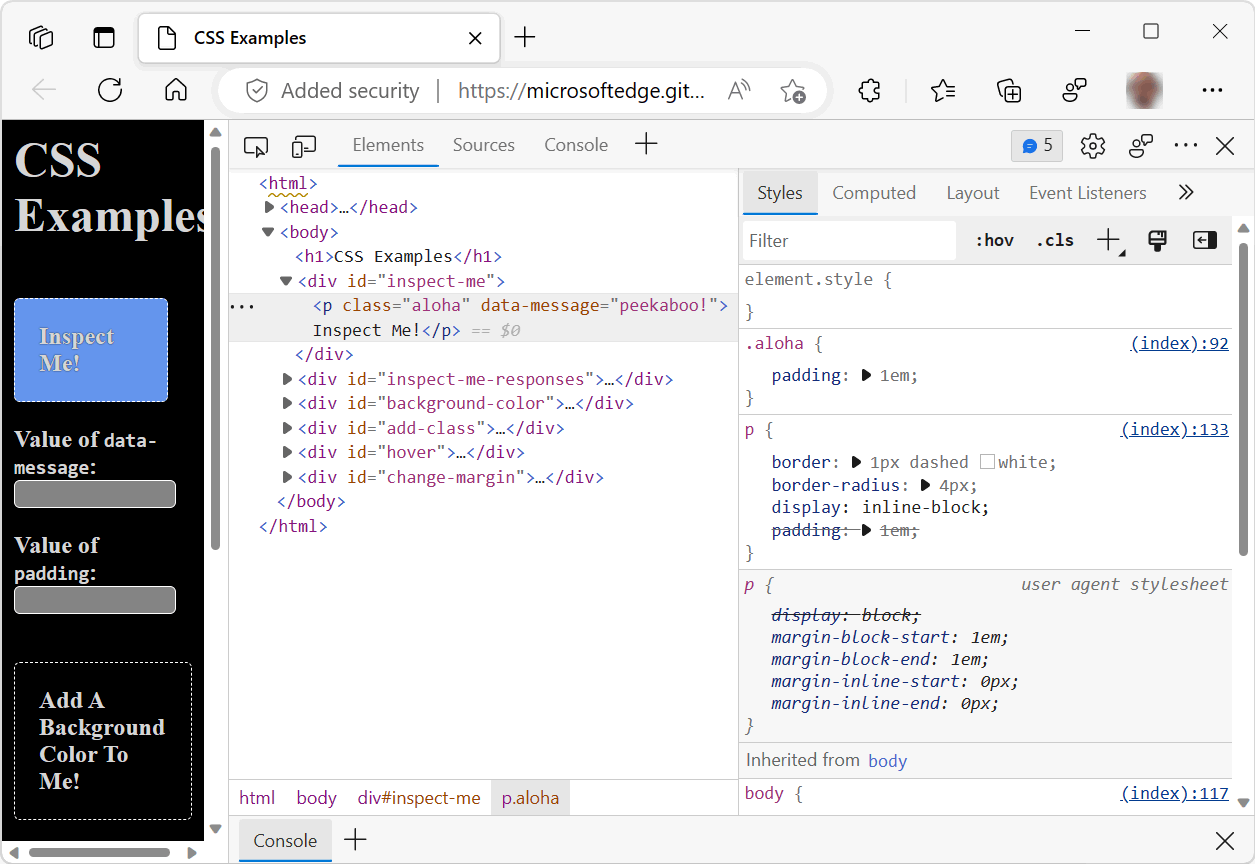 CSS Examples
Added security
https://microsoftedge.git...
CSS
Examples
Inspect
Me!
Value of data-
message:
Value of
padding:
Add A
Background
Color To
Me!
Elements
Sources
Console
5
<html>
<head>…</head>
<body>
<h1>CSS Examples</h1>
<div id="inspect-me">
<p class="aloha" data-message="peekaboo!">
Inspect Me!</p> == $0
</div>
<div id="inspect-me-responses">…</div>
<div id="background-color">…</div>
<div id="add-class">…</div>
<div id="hover">…</div>
<div id="change-margin">…</div>
</body>
</html>
html body div#inspect-me p.aloha
Styles Computed Layout Event Listeners
Filter :hov .cls
element.style {
}
.aloha { (index):92
padding: 1em;
}
p { (index):133
border: 1px dashed white;
border-radius: 4px;
display: inline-block;
padding: 1em;
}
p { user agent stylesheet
display: block;
margin-block-start: 1em;
margin-block-end: 1em;
margin-inline-start: 0px;
margin-inline-end: 0px;
}
Inherited from body
body { (index):117
Console